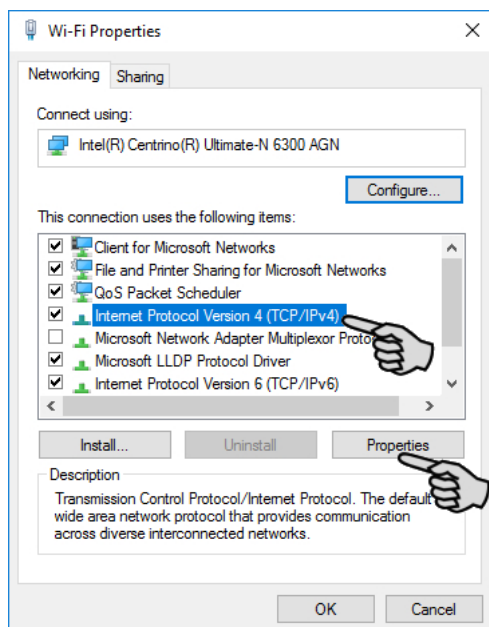 Wi-Fi Properties
Networking Sharing
Connect using:
Intel(R) Centrino(R) Ultimate-N 6300 AGN
Configure...
This connection uses the following items:
Client for Microsoft Networks
File and Printer Sharing for Microsoft Networks
QoS Packet Scheduler
Internet Protocol Version 4 (TCP/IPv4)
Microsoft Network Adapter Multiplexor
Microsoft LLDP Protocol Driver
Internet Protocol Version 6 (TCP/IPv6)
Install... Uninstall Properties
Description
Transmission Control Protocol/Internet Protocol. The default
wide area network protocol that provides communication
across diverse interconnected networks.
OK Cancel